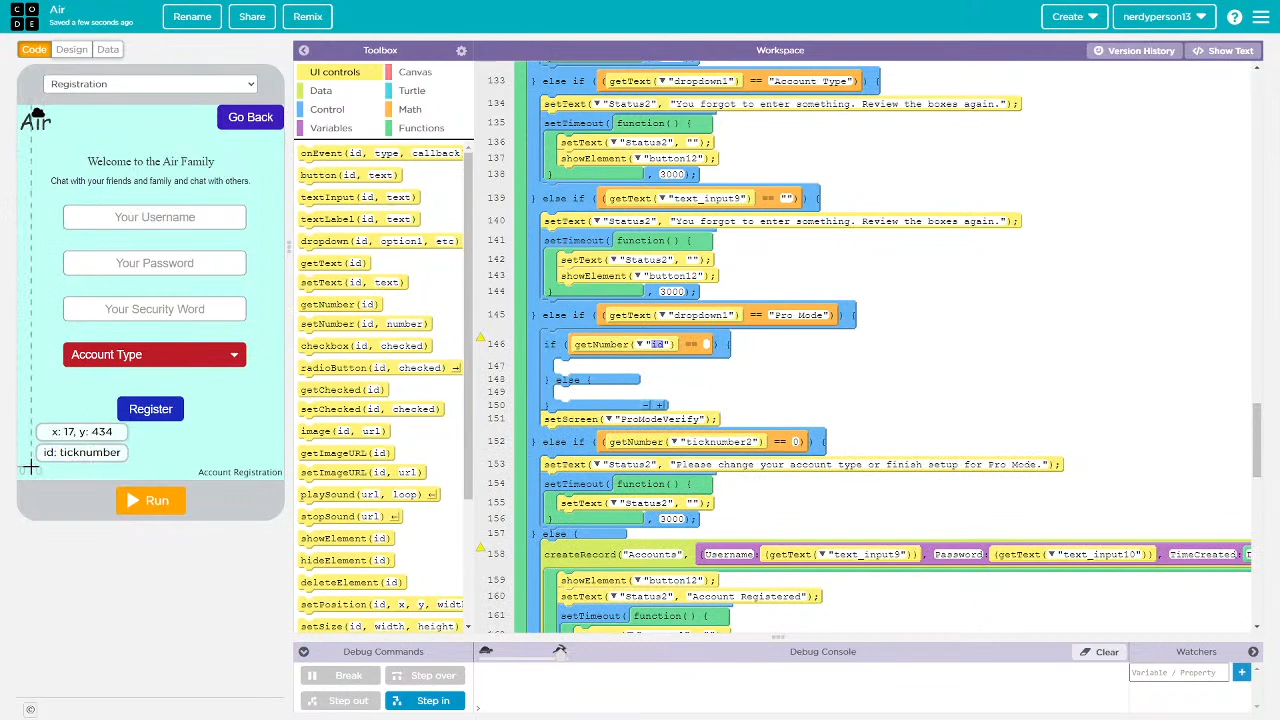 CODE
Air
Saved a few seconds ago
Rename
Share
Remix
Create
nerdyperson13
Code
Design
Data
Toolbox
Workspace
Version History
Show Text
Registration
Air
Go Back
Welcome to the Air Family
Chat with your friends and family and chat with others.
Your Username
Your Password
Your Security Word
Account Type
Register
x: 17, y: 434
id: ticknumber
Account Registration
Run
UI controls
Canvas
Data
Turtle
Control
Math
Variables
Functions
onEvent(id, type, callback
button(id, text)
textInput(id, text)
textLabel(id, text)
dropdown(id, option1, etc)
getText(id)
setText(id, text)
getNumber(id)
setNumber(id, number)
checkbox(id, checked)
radioButton(id, checked)
getChecked(id)
setChecked(id, checked)
image(id, url)
getImageURL(id)
setImageURL(id, url)
playSound(url, loop)
stopSound(url)
showElement(id)
hideElement(id)
deleteElement(id)
setPosition(id, x, y, width
setSize(id, width, height)
133 } else if ( (getText(▼"dropdown1") == "Account Type") ) {
134 setText(▼"Status2", "You forgot to enter something. Review the boxes again.");
135 setTimeout( function() {
136 setText(▼"Status2", "");
137 showElement(▼"button12");
138 } , 3000);
139 } else if ( (getText(▼"text_input9") == "") ) {
140 setText(▼"Status2", "You forgot to enter something. Review the boxes again.");
141 setTimeout( function() {
142 setText(▼"Status2", "");
143 showElement(▼"button12");
144 } , 3000);
145 } else if ( (getText(▼"dropdown1") == "Pro Mode") ) {
146 if ( getNumber(▼"id") == ) {
147
148 } else {
149
150 } - +
setScreen(▼"ProModeVerify");
152 } else if ( (getNumber(▼"ticknumber2") == 0) ) {
153 setText(▼"Status2", "Please change your account type or finish setup for Pro Mode.");
154 setTimeout( function() {
155 setText(▼"Status2", "");
156 } , 3000);
157 } else {
158 createRecord("Accounts", {Username: (getText(▼"text_input9")), Password: (getText(▼"text_input10")), TimeCreated:
159 showElement(▼"button12");
160 setText(▼"Status2", "Account Registered");
161 setTimeout( function() {
Debug Commands
Debug Console
Clear
Watchers
Break
Step over
Step out
Step in
Variable / Property
>